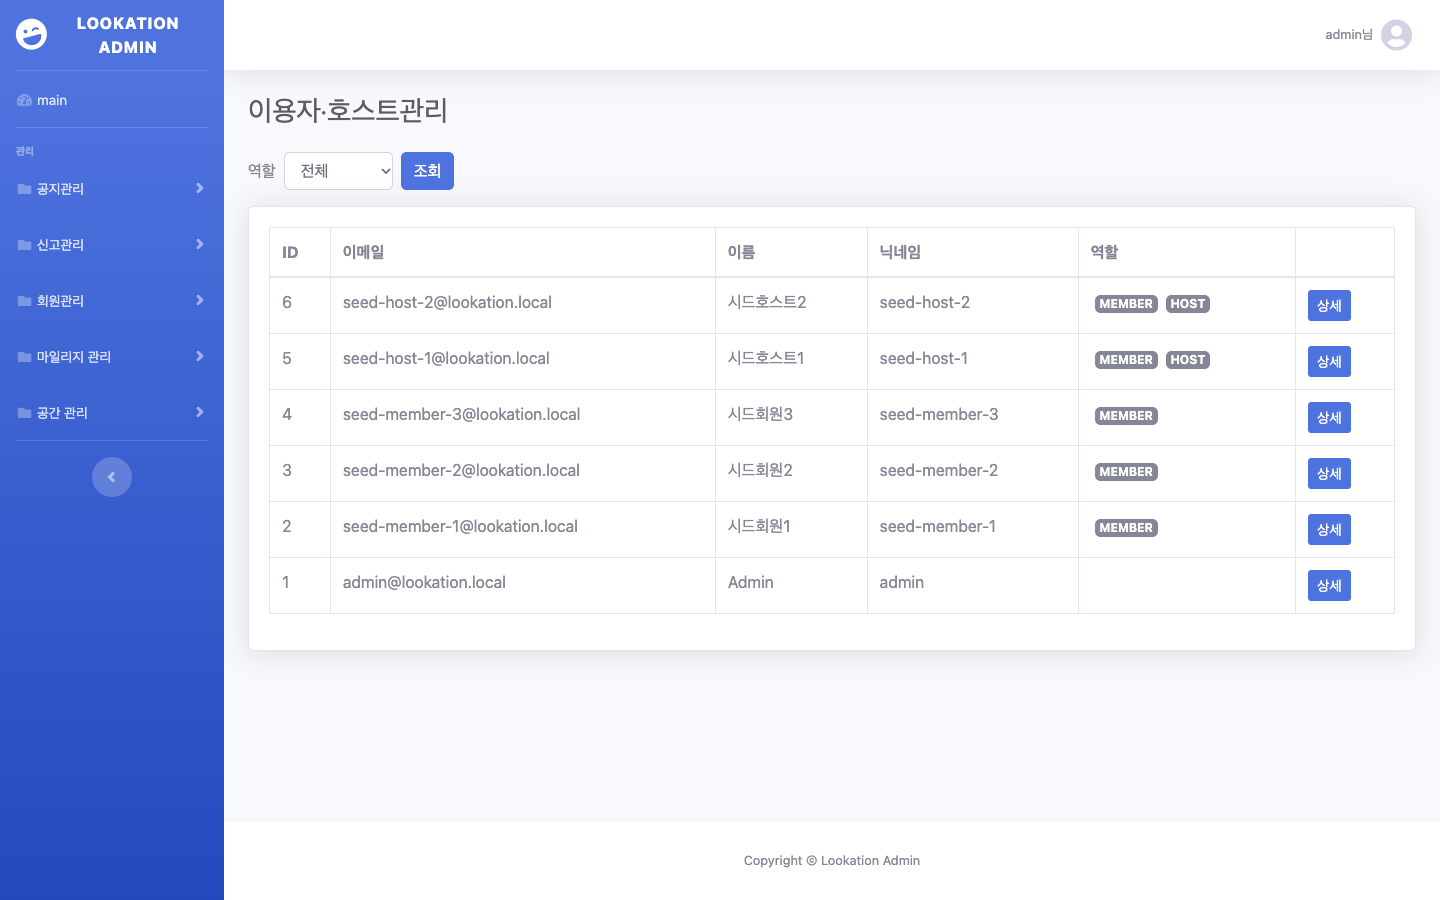 LOOKATION
ADMIN
admin님
main
관리
공지관리
신고관리
회원관리
마일리지 관리
공간 관리
이용자·호스트관리
역할 전체 조회
ID 이메일 이름 닉네임 역할
6 seed-host-2@lookation.local 시드호스트2 seed-host-2 MEMBER HOST 상세
5 seed-host-1@lookation.local 시드호스트1 seed-host-1 MEMBER HOST 상세
4 seed-member-3@lookation.local 시드회원3 seed-member-3 MEMBER 상세
3 seed-member-2@lookation.local 시드회원2 seed-member-2 MEMBER 상세
2 seed-member-1@lookation.local 시드회원1 seed-member-1 MEMBER 상세
1 admin@lookation.local Admin admin 상세
Copyright © Lookation Admin